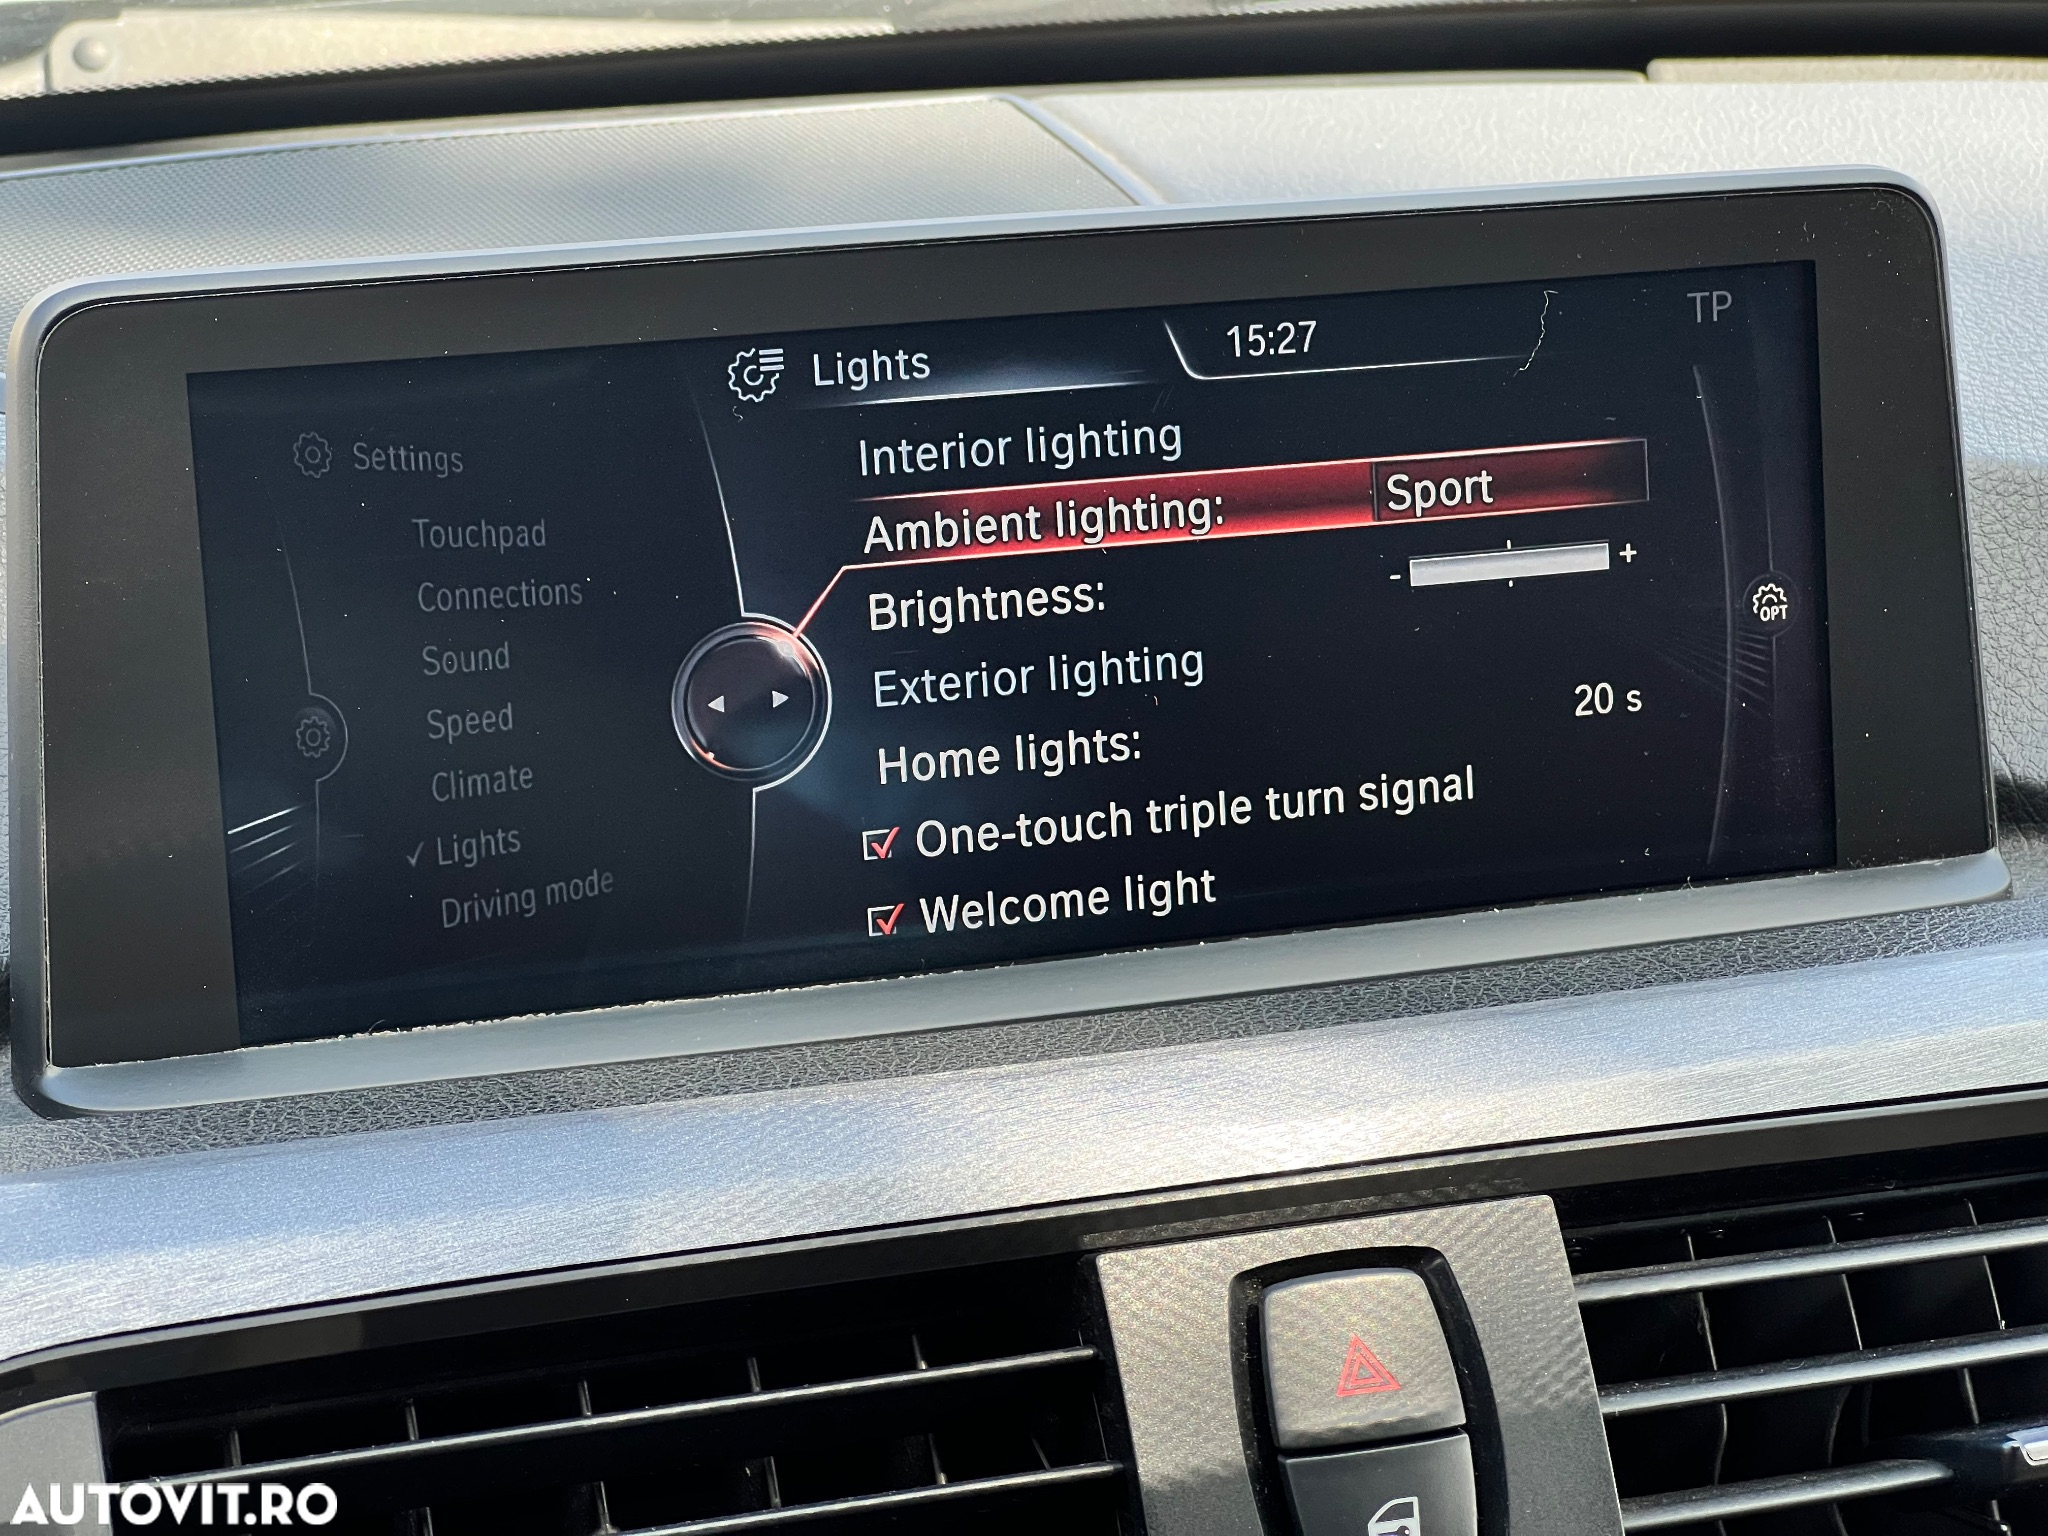 Lights
15:27
TP
Settings
Touchpad
Connections
Sound
Speed
Climate
✓ Lights
Driving mode
Interior lighting
Ambient lighting: Sport
Brightness: - +
Exterior lighting
Home lights: 20 s
One-touch triple turn signal
Welcome light
OPT
AUTOVIT.RO